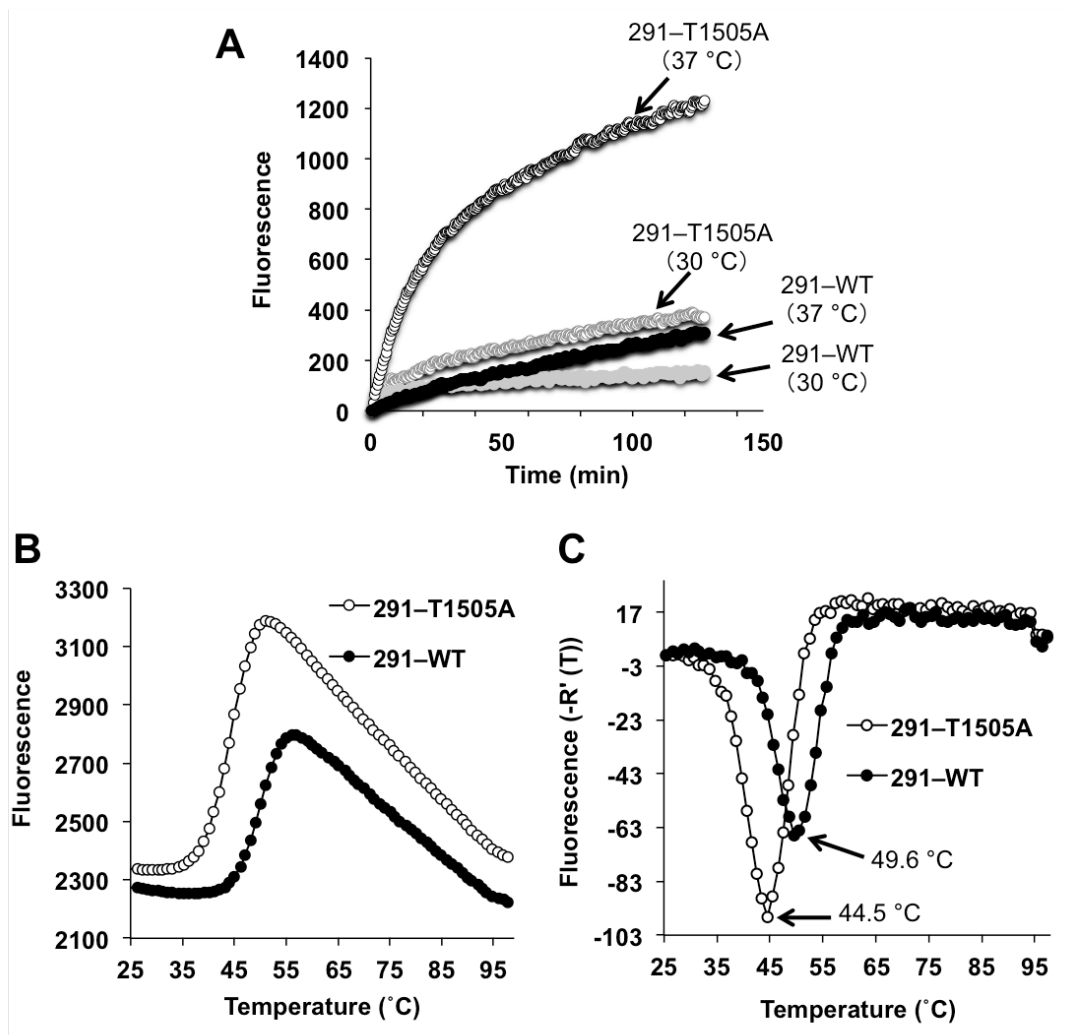 A
291–T1505A
(37 °C)
1400
1200
1000
800
600
400
200
0
Fluorescence
291–T1505A
(30 °C)
291–WT
(37 °C)
291–WT
(30 °C)
0 50 100 150
Time (min)
B
3300
3100
2900
2700
2500
2300
2100
Fluorescence
291–T1505A
291–WT
25 35 45 55 65 75 85 95
Temperature (˚C)
C
17
-3
-23
-43
-63
-83
-103
Fluorescence (-R' (T))
291–T1505A
291–WT
49.6 °C
44.5 °C
25 35 45 55 65 75 85 95
Temperature (˚C)